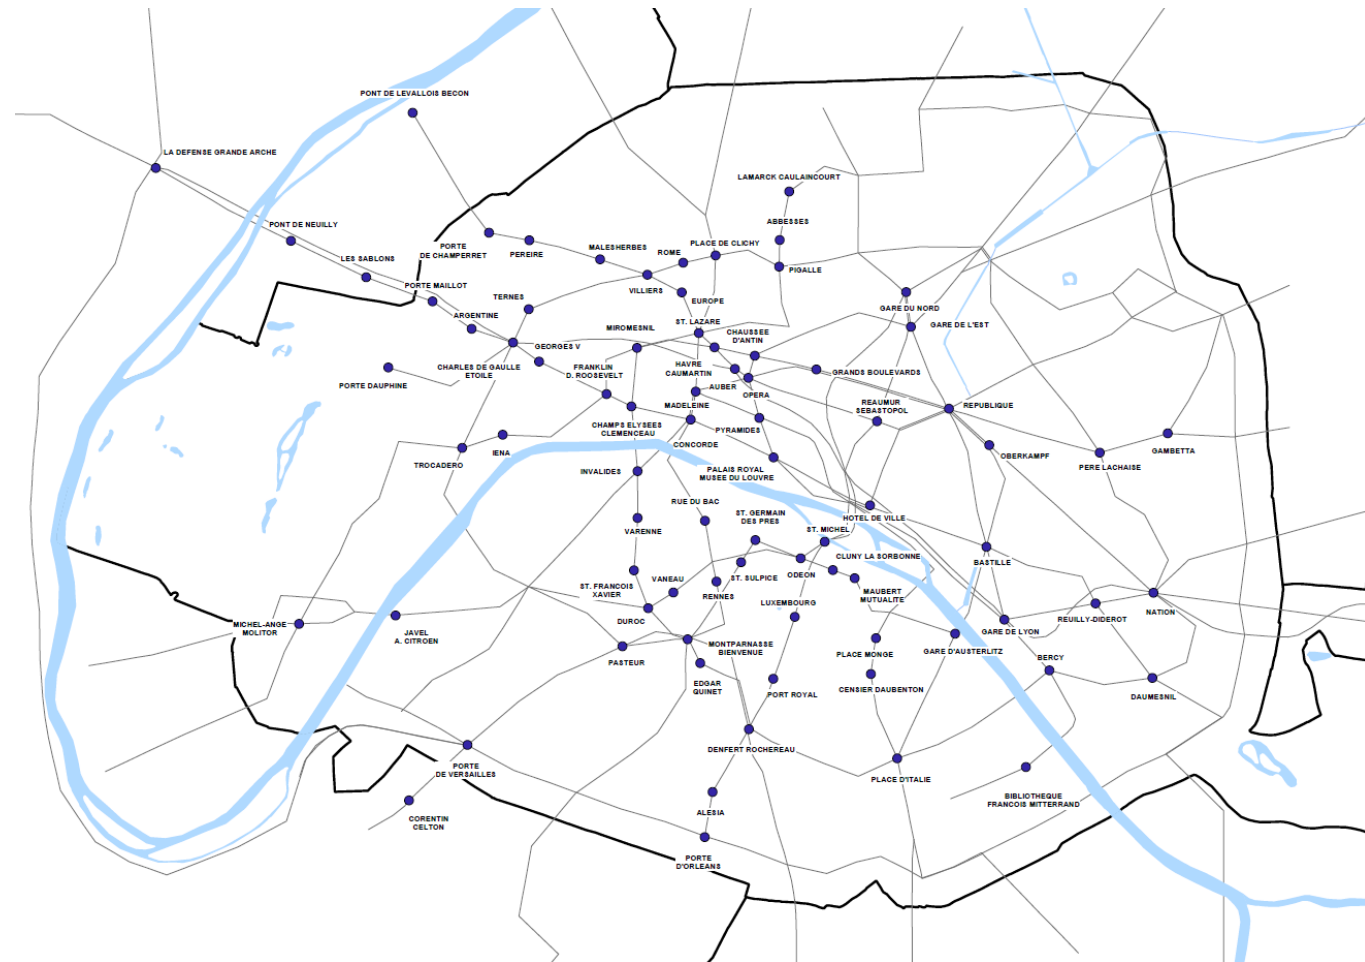 PONT DE LEVALLOIS BECON
LA DEFENSE GRANDE ARCHE
LAMARCK CAULAINCOURT
PONT DE NEUILLY
ABBESSES
PORTE
DE CHAMPERRET
PEREIRE
MALESHERBES
ROME
PLACE DE CLICHY
LES SABLONS
PIGALLE
PORTE MAILLOT
VILLIERS
TERNES
EUROPE
GARE DU NORD
ARGENTINE
MIROMESNIL
ST. LAZARE
CHAUSSEE
D'ANTIN
GARE DE L'EST
GEORGES V
CHARLES DE GAULLE
ETOILE
FRANKLIN
D. ROOSEVELT
HAVRE
CAUMARTIN
GRANDS BOULEVARDS
PORTE DAUPHINE
AUBER
OPERA
REAUMUR
SEBASTOPOL
REPUBLIQUE
MADELEINE
CHAMPS ELYSEES
CLEMENCEAU
PYRAMIDES
CONCORDE
OBERKAMPF
GAMBETTA
TROCADERO
IENA
PERE LACHAISE
INVALIDES
PALAIS ROYAL
MUSEE DU LOUVRE
RUE DU BAC
ST. GERMAIN
DES PRES
HOTEL DE VILLE
VARENNE
ST. MICHEL
CLUNY LA SORBONNE
BASTILLE
ST. FRANCOIS
XAVIER
VANEAU
ST. SULPICE
ODEON
RENNES
MAUBERT
MUTUALITE
LUXEMBOURG
NATION
MICHEL-ANGE
MOLITOR
JAVEL
A. CITROEN
DUROC
REUILLY-DIDEROT
GARE DE LYON
MONTPARNASSE
BIENVENUE
PLACE MONGE
GARE D'AUSTERLITZ
PASTEUR
BERCY
EDGAR
QUINET
PORT ROYAL
CENSIER DAUBENTON
DAUMESNIL
DENFERT ROCHEREAU
PORTE
DE VERSAILLES
PLACE D'ITALIE
BIBLIOTHEQUE
FRANCOIS MITTERRAND
ALESIA
CORENTIN
CELTON
PORTE
D'ORLEANS